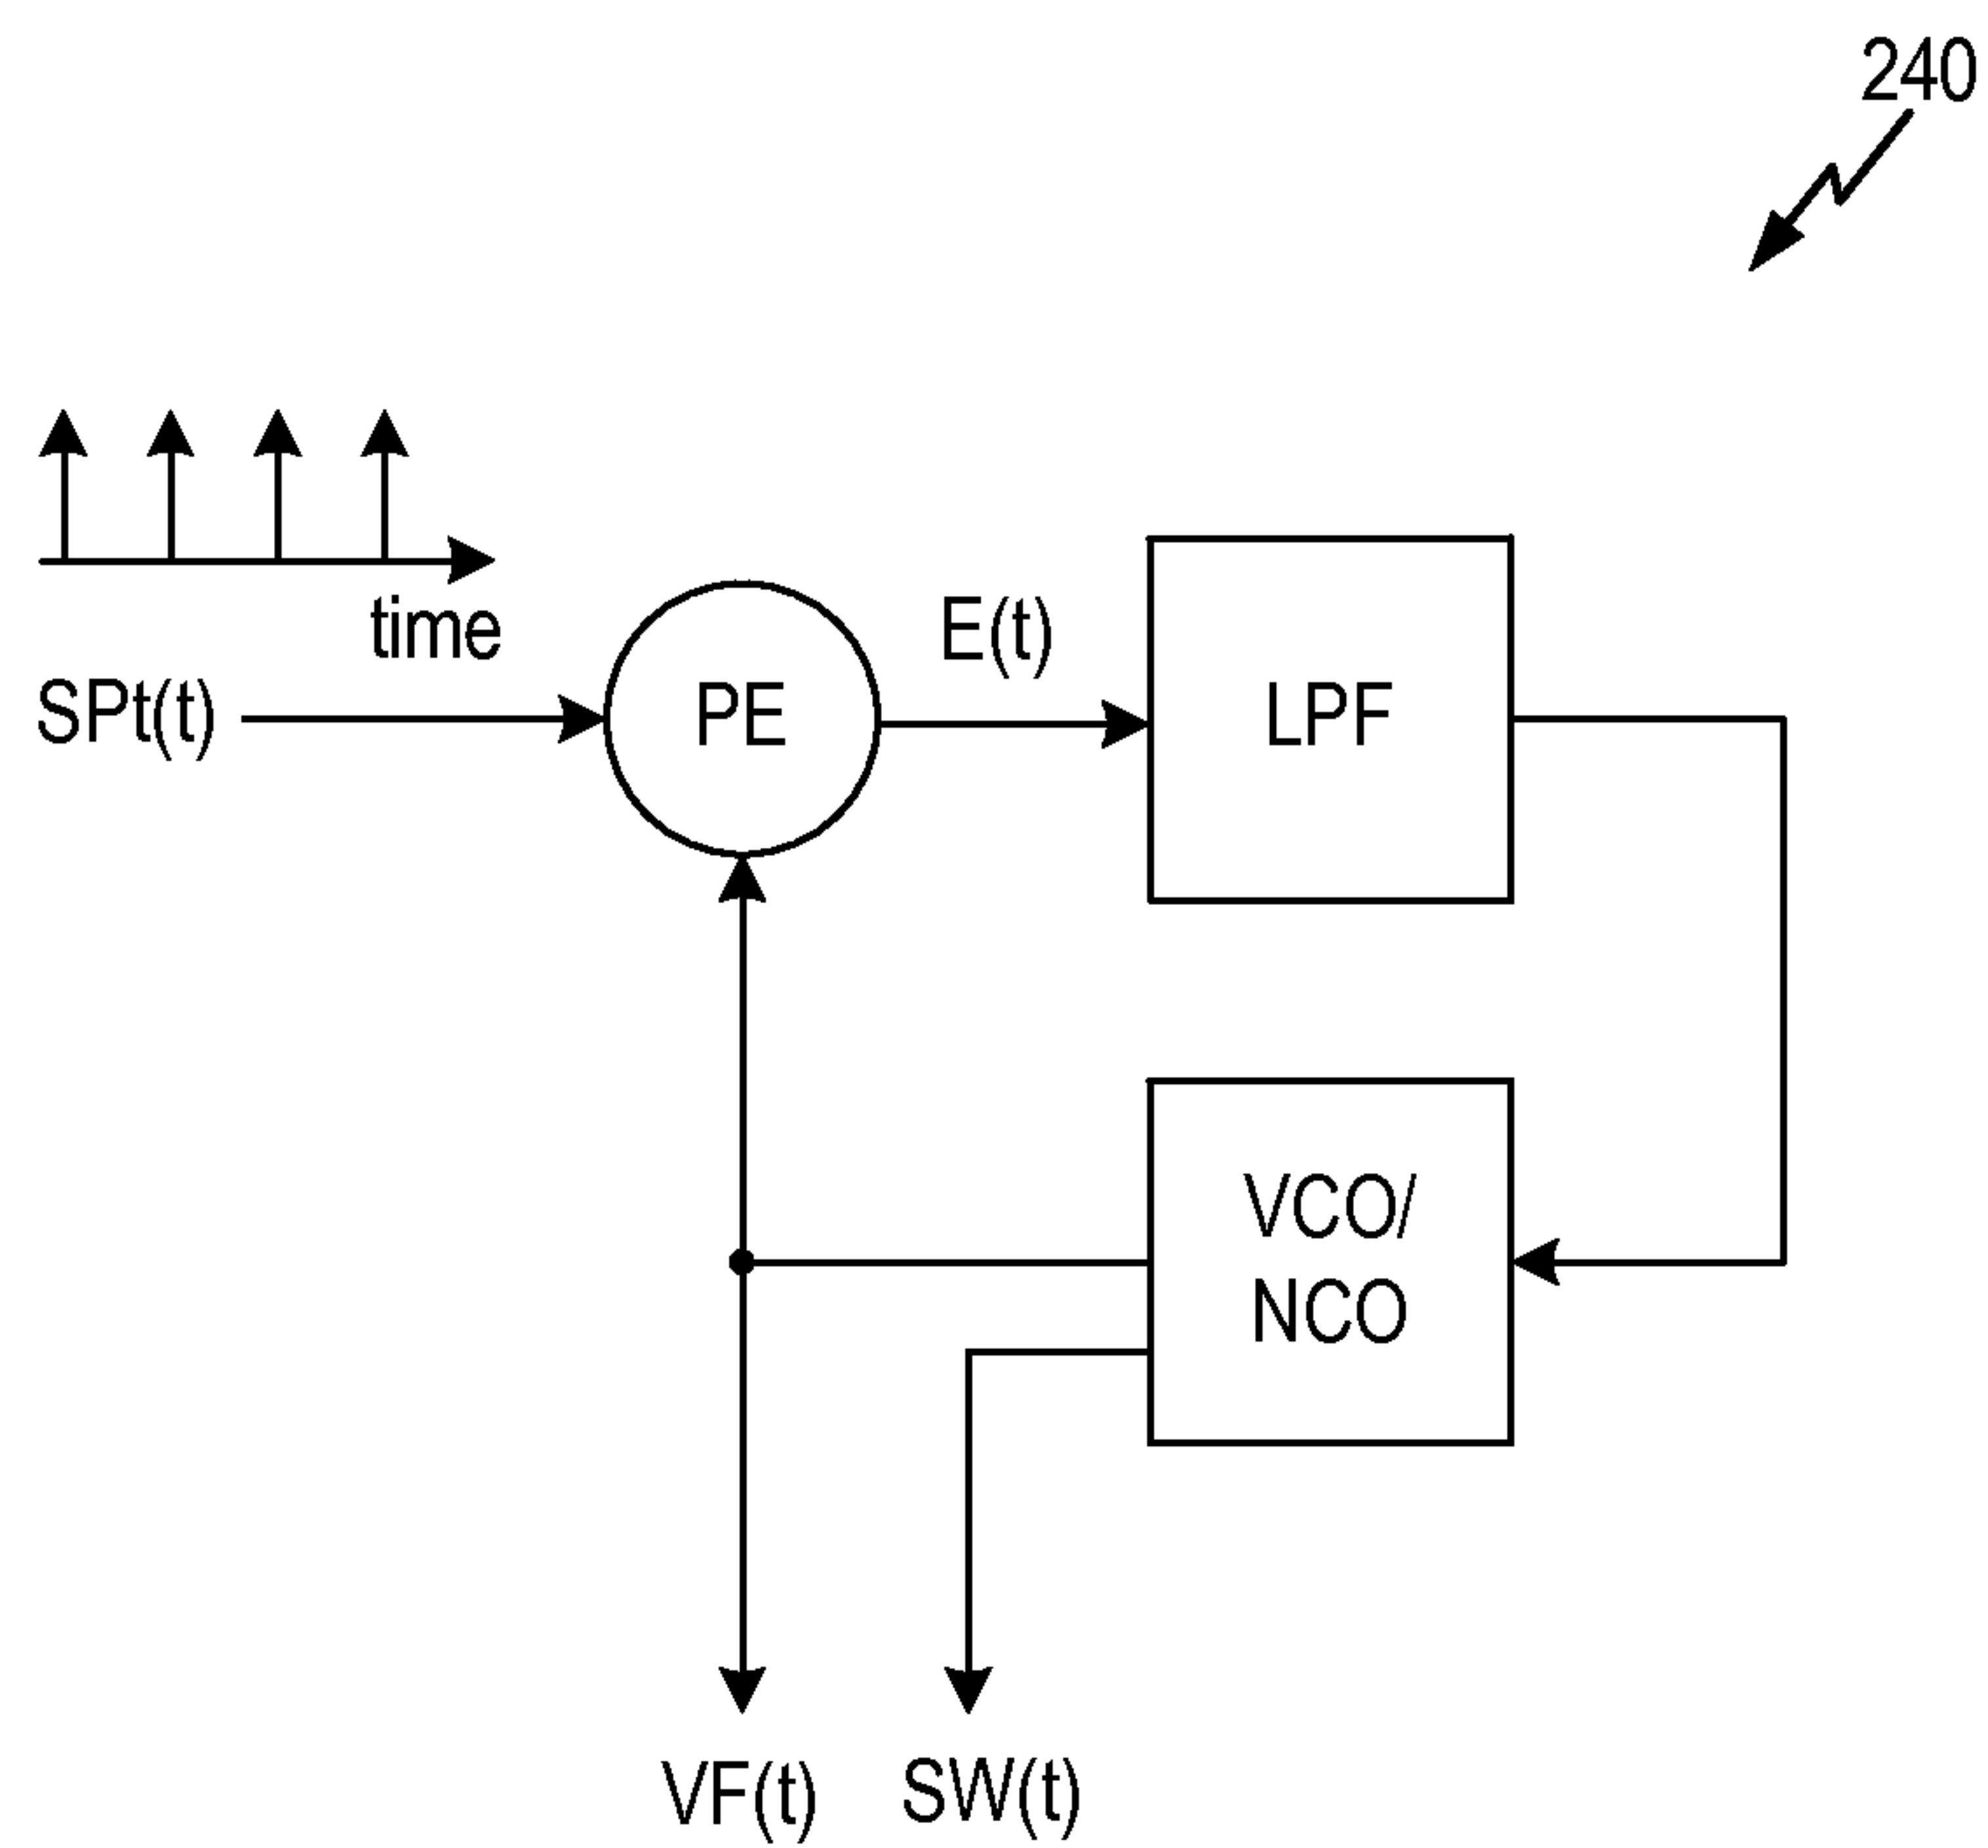 240
time
SPt(t)
PE
E(t)
LPF
VCO/
NCO
VF(t)
SW(t)